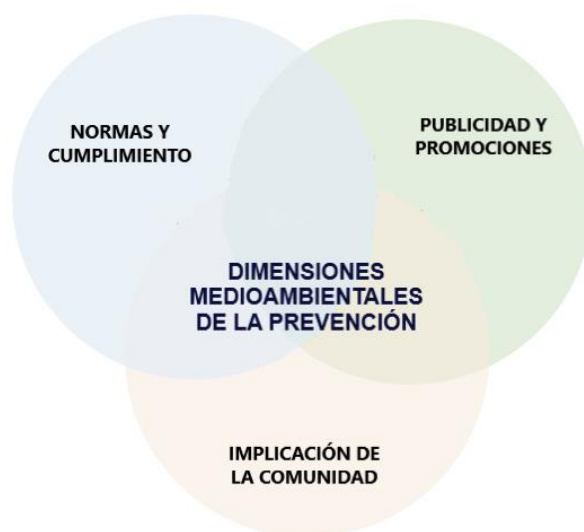 NORMAS Y
CUMPLIMIENTO
PUBLICIDAD Y
PROMOCIONES
DIMENSIONES
MEDIOAMBIENTALES
DE LA PREVENCIÓN
IMPLICACIÓN DE
LA COMUNIDAD